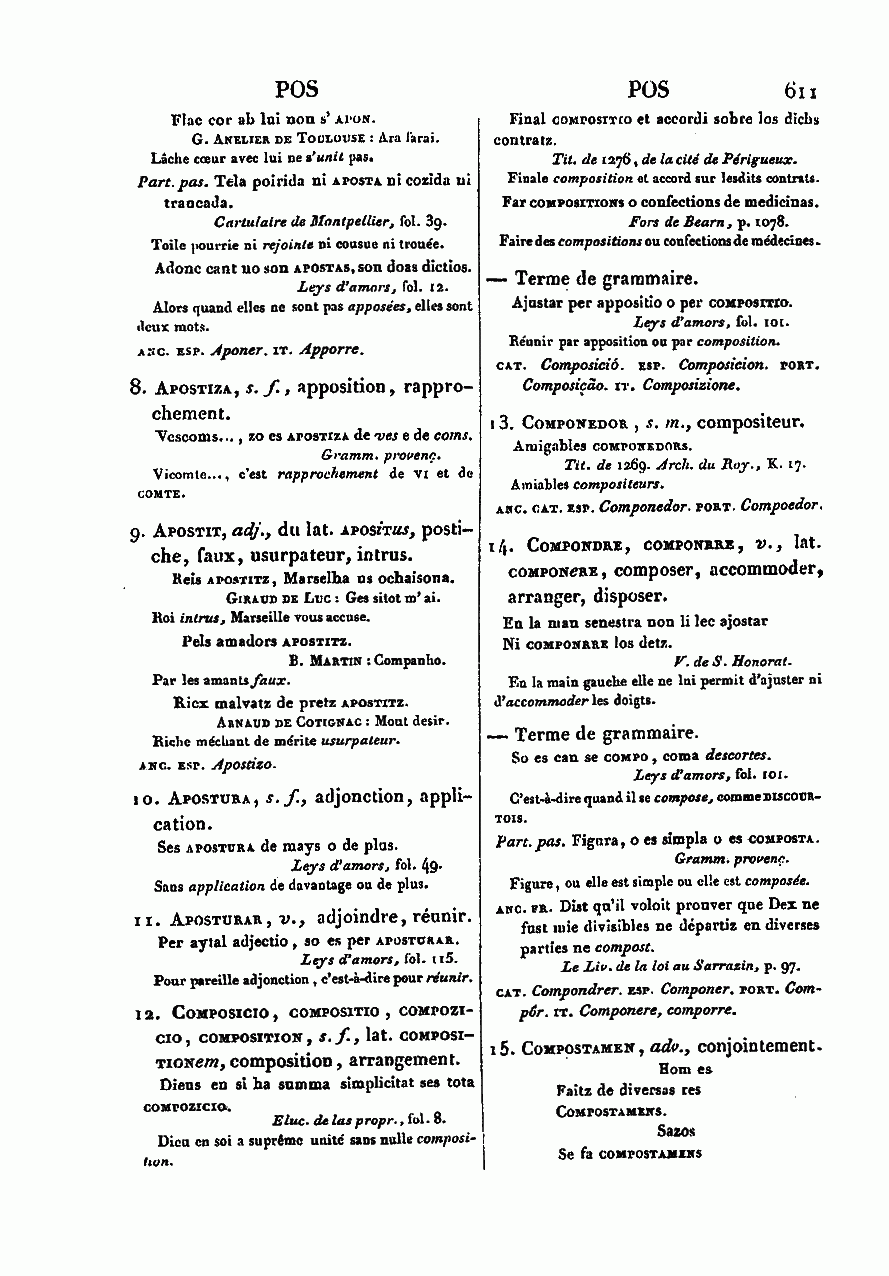 POS
POS 611
Flac cor ab lui non s' APON.
G. ANELIER DE TOULOUSE : Ara farai.
Lâche cœur avec lui ne s'unit pas.
Part. pas. Tela poirida ni APOSTA ni cozida ni
trancada.
Cartulaire de Montpellier, fol. 39.
Toile pourrie ni rejointe ni cousue ni trouée.
Adonc cant no son APOSTAS, son doas dictios.
Leys d'amors, fol. 12.
Alors quand elles ne sont pas apposées, elles sont
deux mots.
ANC. ESP. Aponer. IT. Apporre.
8. APOSTIZA, s. f., apposition, rappro-
chement.
Vescoms..., zo es APOSTIZA de ves e de coms.
Gramm. provenç.
Vicomte..., c'est rapprochement de VI et de
COMTE.
9. APOSTIT, adj., du lat. APOSITUS, posti-
che, faux, usurpateur, intrus.
Reis APOSTITZ, Marselha us ochaisona.
GIRAUD DE LUC : Ges sitot m' ai.
Roi intrus, Marseille vous accuse.
Pels amadors APOSTITZ.
B. MARTIN : Companho.
Par les amants faux.
Ricx malvatz de pretz APOSTITZ.
ARNAUD DE COTIGNAC : Mout desir.
Riche méchant de mérite usurpateur.
ANC. ESP. Apostizo.
10. APOSTURA, s. f., adjonction, appli-
cation.
Ses APOSTURA de mays o de plus.
Leys d'amors, fol. 49.
Sans application de davantage ou de plus.
11. APOSTURAR, v., adjoindre, réunir.
Per aytal adjectio, so es per APOSTURAR.
Leys d'amors, fol. 115.
Pour pareille adjonction, c'est-à-dire pour réunir.
12. COMPOSICIO, COMPOSITIO, COMPOZI-
CIO, COMPOSITION, s. f., lat. COMPOSI-
TIONem, composition, arrangement.
Dieus en si ha summa simplicitat ses tota
COMPOZICIO.
Eluc. de las propr., fol. 8.
Dieu en soi a suprême unité sans nulle composi-
tion.
Final COMPOSITIO et accordi sobre los dichs
contratz.
Tit. de 1276, de la cité de Périgueux.
Finale composition et accord sur lesdits contrats.
Far COMPOSITIONS o confections de medicinas.
Fors de Bearn, p. 1078.
Faire des compositions ou confections de médecines.
— Terme de grammaire.
Ajustar per appositio o per COMPOSITIO.
Leys d'amors, fol. 101.
Réunir par apposition ou par composition.
CAT. Composició. ESP. Composicion. PORT.
Composição. IT. Composizione.
13. COMPONEDOR, s. m., compositeur.
Amigables COMPONEDORS.
Tit. de 1269. Arch. du Roy., K. 17.
Amiables compositeurs.
ANC. CAT. ESP. Componedor. PORT. Compoedor.
14. COMPONDRE, COMPONRRE, v., lat.
COMPONeRE, composer, accommoder,
arranger, disposer.
En la man senestra non li lec ajostar
Ni COMPONRRE los detz.
V. de S. Honorat.
En la main gauche elle ne lui permit d'ajuster ni
d'accommoder les doigts.
— Terme de grammaire.
So es can se COMPO, coma descortes.
Leys d'amors, fol. 101.
C'est-à-dire quand il se compose, comme DISCOUR-
TOIS.
Part. pas. Figura, o es simpla o es COMPOSTA.
Gramm. provenç.
Figure, ou elle est simple ou elle est composée.
ANC. FR. Dist qu'il voloit prouver que Dex ne
fust mie divisibles ne départiz en diverses
parties ne compost.
Le Liv. de la loi au Sarrazin, p. 97.
CAT. Compondrer. ESP. Componer. PORT. Com-
pôr. IT. Componere, comporre.
15. COMPOSTAMEN, adv., conjointement.
Hom es
Faitz de diversas res
COMPOSTAMENS.
Sazos
Se fa COMPOSTAMENS